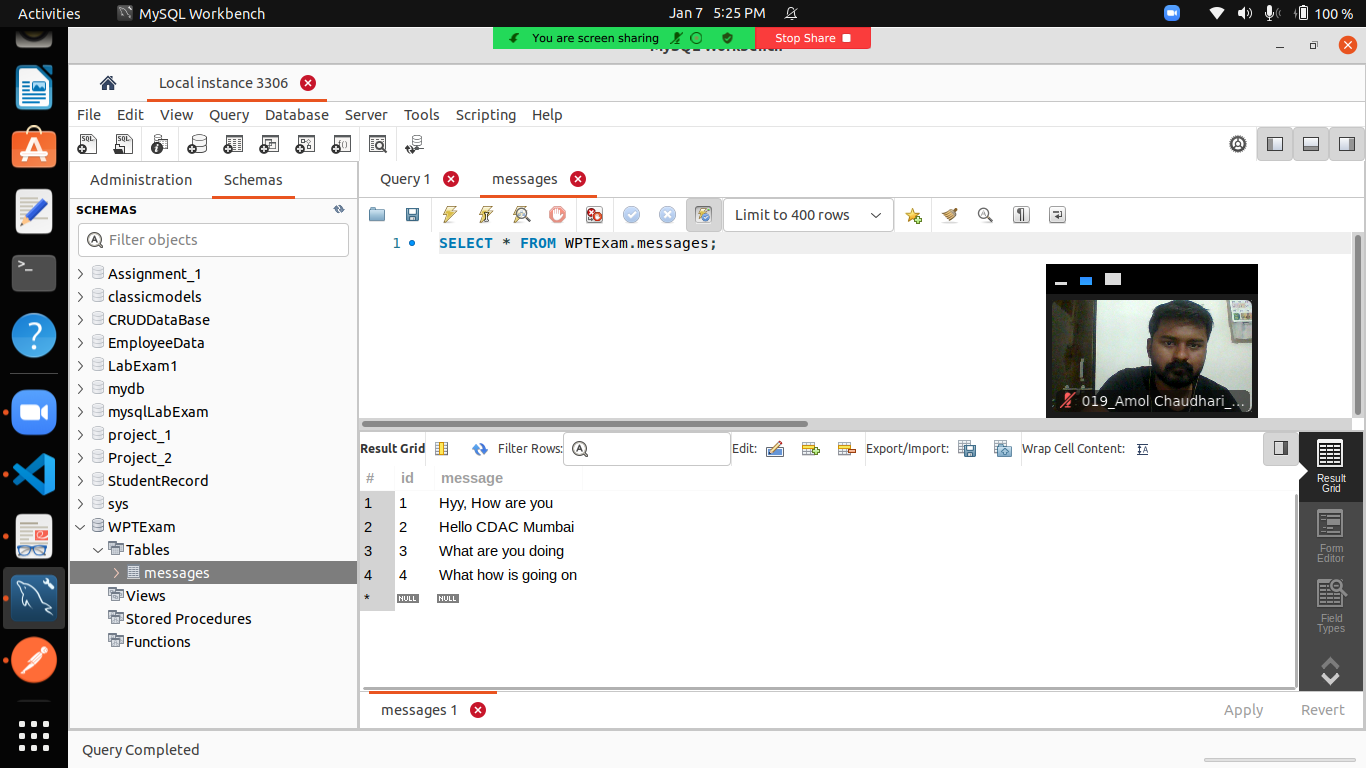 Activities
MySQL Workbench
Jan 7 5:25 PM
100 %
You are screen sharing
Stop Share
Local instance 3306
File Edit View Query Database Server Tools Scripting Help
Administration
Schemas
SCHEMAS
Filter objects
Assignment_1
classicmodels
CRUDDataBase
EmployeeData
LabExam1
mydb
mysqlLabExam
project_1
Project_2
StudentRecord
sys
WPTExam
Tables
messages
Views
Stored Procedures
Functions
Query 1
messages
Limit to 400 rows
1
SELECT * FROM WPTExam.messages;
019_Amol Chaudhari_...
Result Grid
Filter Rows:
Edit:
Export/Import:
Wrap Cell Content:
# id message
1 1 Hyy, How are you
2 2 Hello CDAC Mumbai
3 3 What are you doing
4 4 What how is going on
* NULL NULL
Result
Grid
Form
Editor
Field
Types
messages 1
Apply
Revert
Query Completed